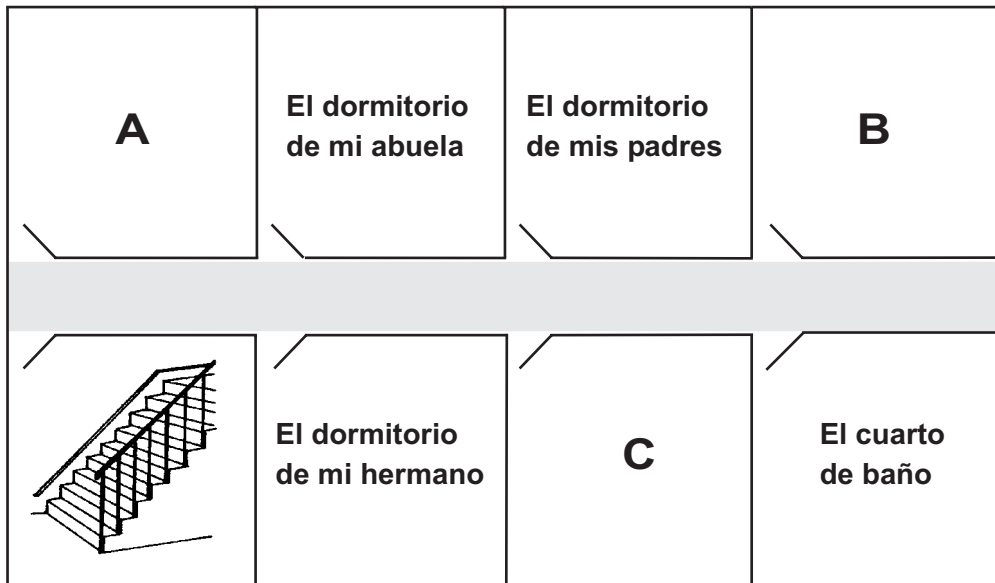 A
El dormitorio
de mi abuela
El dormitorio
de mis padres
B
El dormitorio
de mi hermano
C
El cuarto
de baño